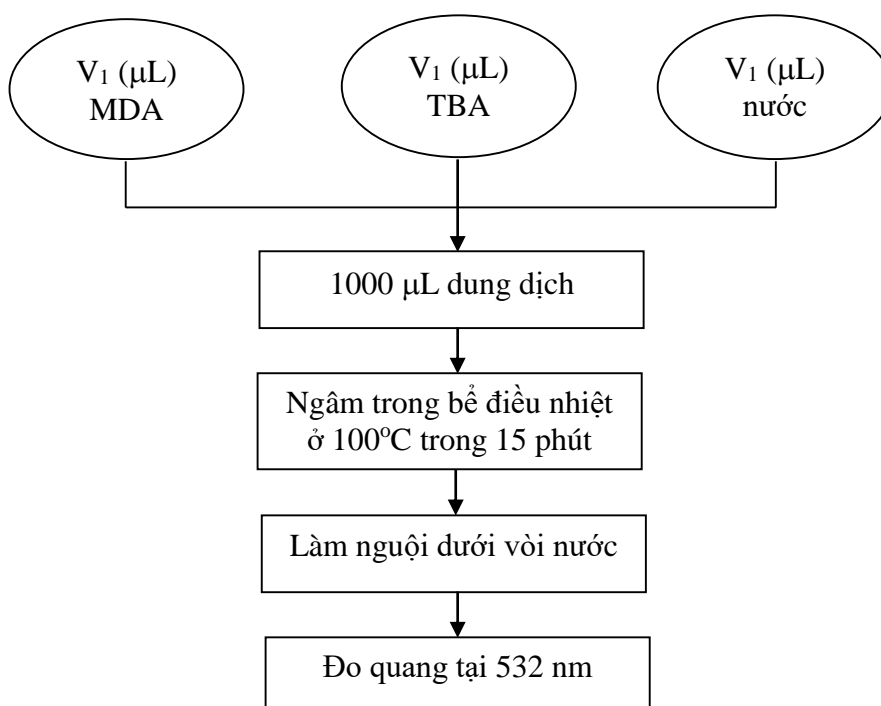 V₁ (μL)
MDA
V₁ (μL)
TBA
V₁ (μL)
nước
1000 μL dung dịch
Ngâm trong bể điều nhiệt
ở 100°C trong 15 phút
Làm nguội dưới vòi nước
Đo quang tại 532 nm